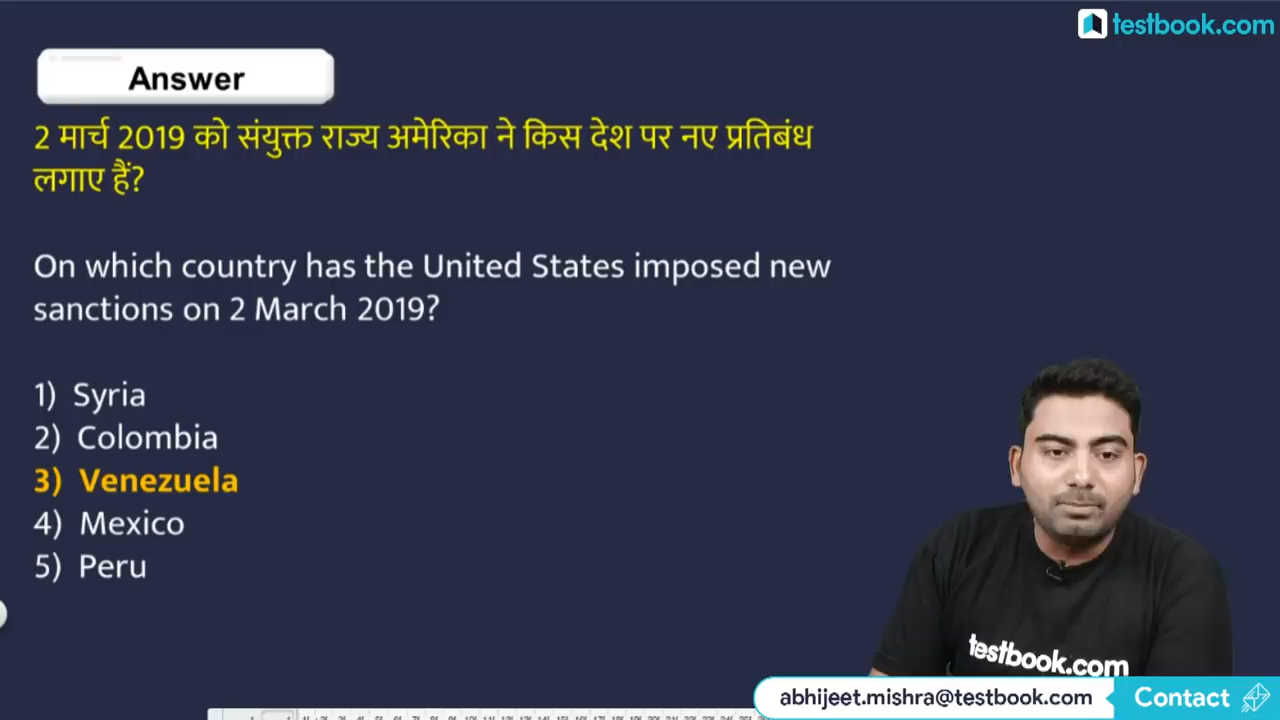 testbook.com
Answer
2 मार्च 2019 को संयुक्त राज्य अमेरिका ने किस देश पर नए प्रतिबंध
लगाए हैं?
On which country has the United States imposed new
sanctions on 2 March 2019?
1) Syria
2) Colombia
3) Venezuela
4) Mexico
5) Peru
testbook.com
abhijeet.mishra@testbook.com Contact